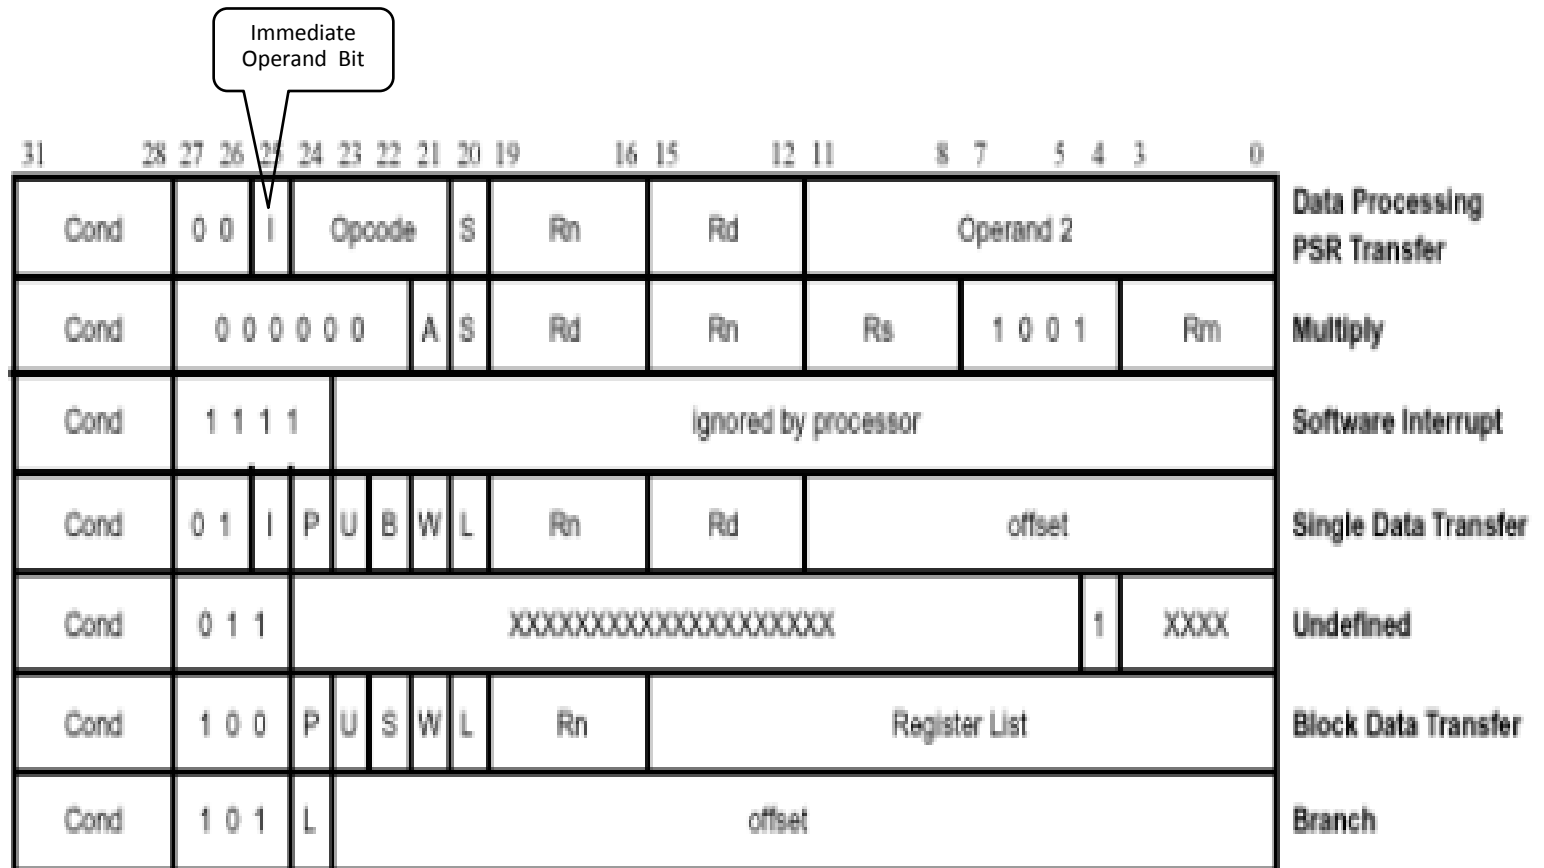 Immediate
Operand Bit
31 28 27 26 25 24 23 22 21 20 19 16 15 12 11 8 7 5 4 3 0
Cond 0 0 I Opcode S Rn Rd Operand 2 Data Processing
PSR Transfer
Cond 0 0 0 0 0 0 A S Rd Rn Rs 1 0 0 1 Rm Multiply
Cond 1 1 1 1 ignored by processor Software Interrupt
Cond 0 1 I P U B W L Rn Rd offset Single Data Transfer
Cond 0 1 1 XXXXXXXXXXXXXXXXXXXX 1 XXXX Undefined
Cond 1 0 0 P U S W L Rn Register List Block Data Transfer
Cond 1 0 1 L offset Branch